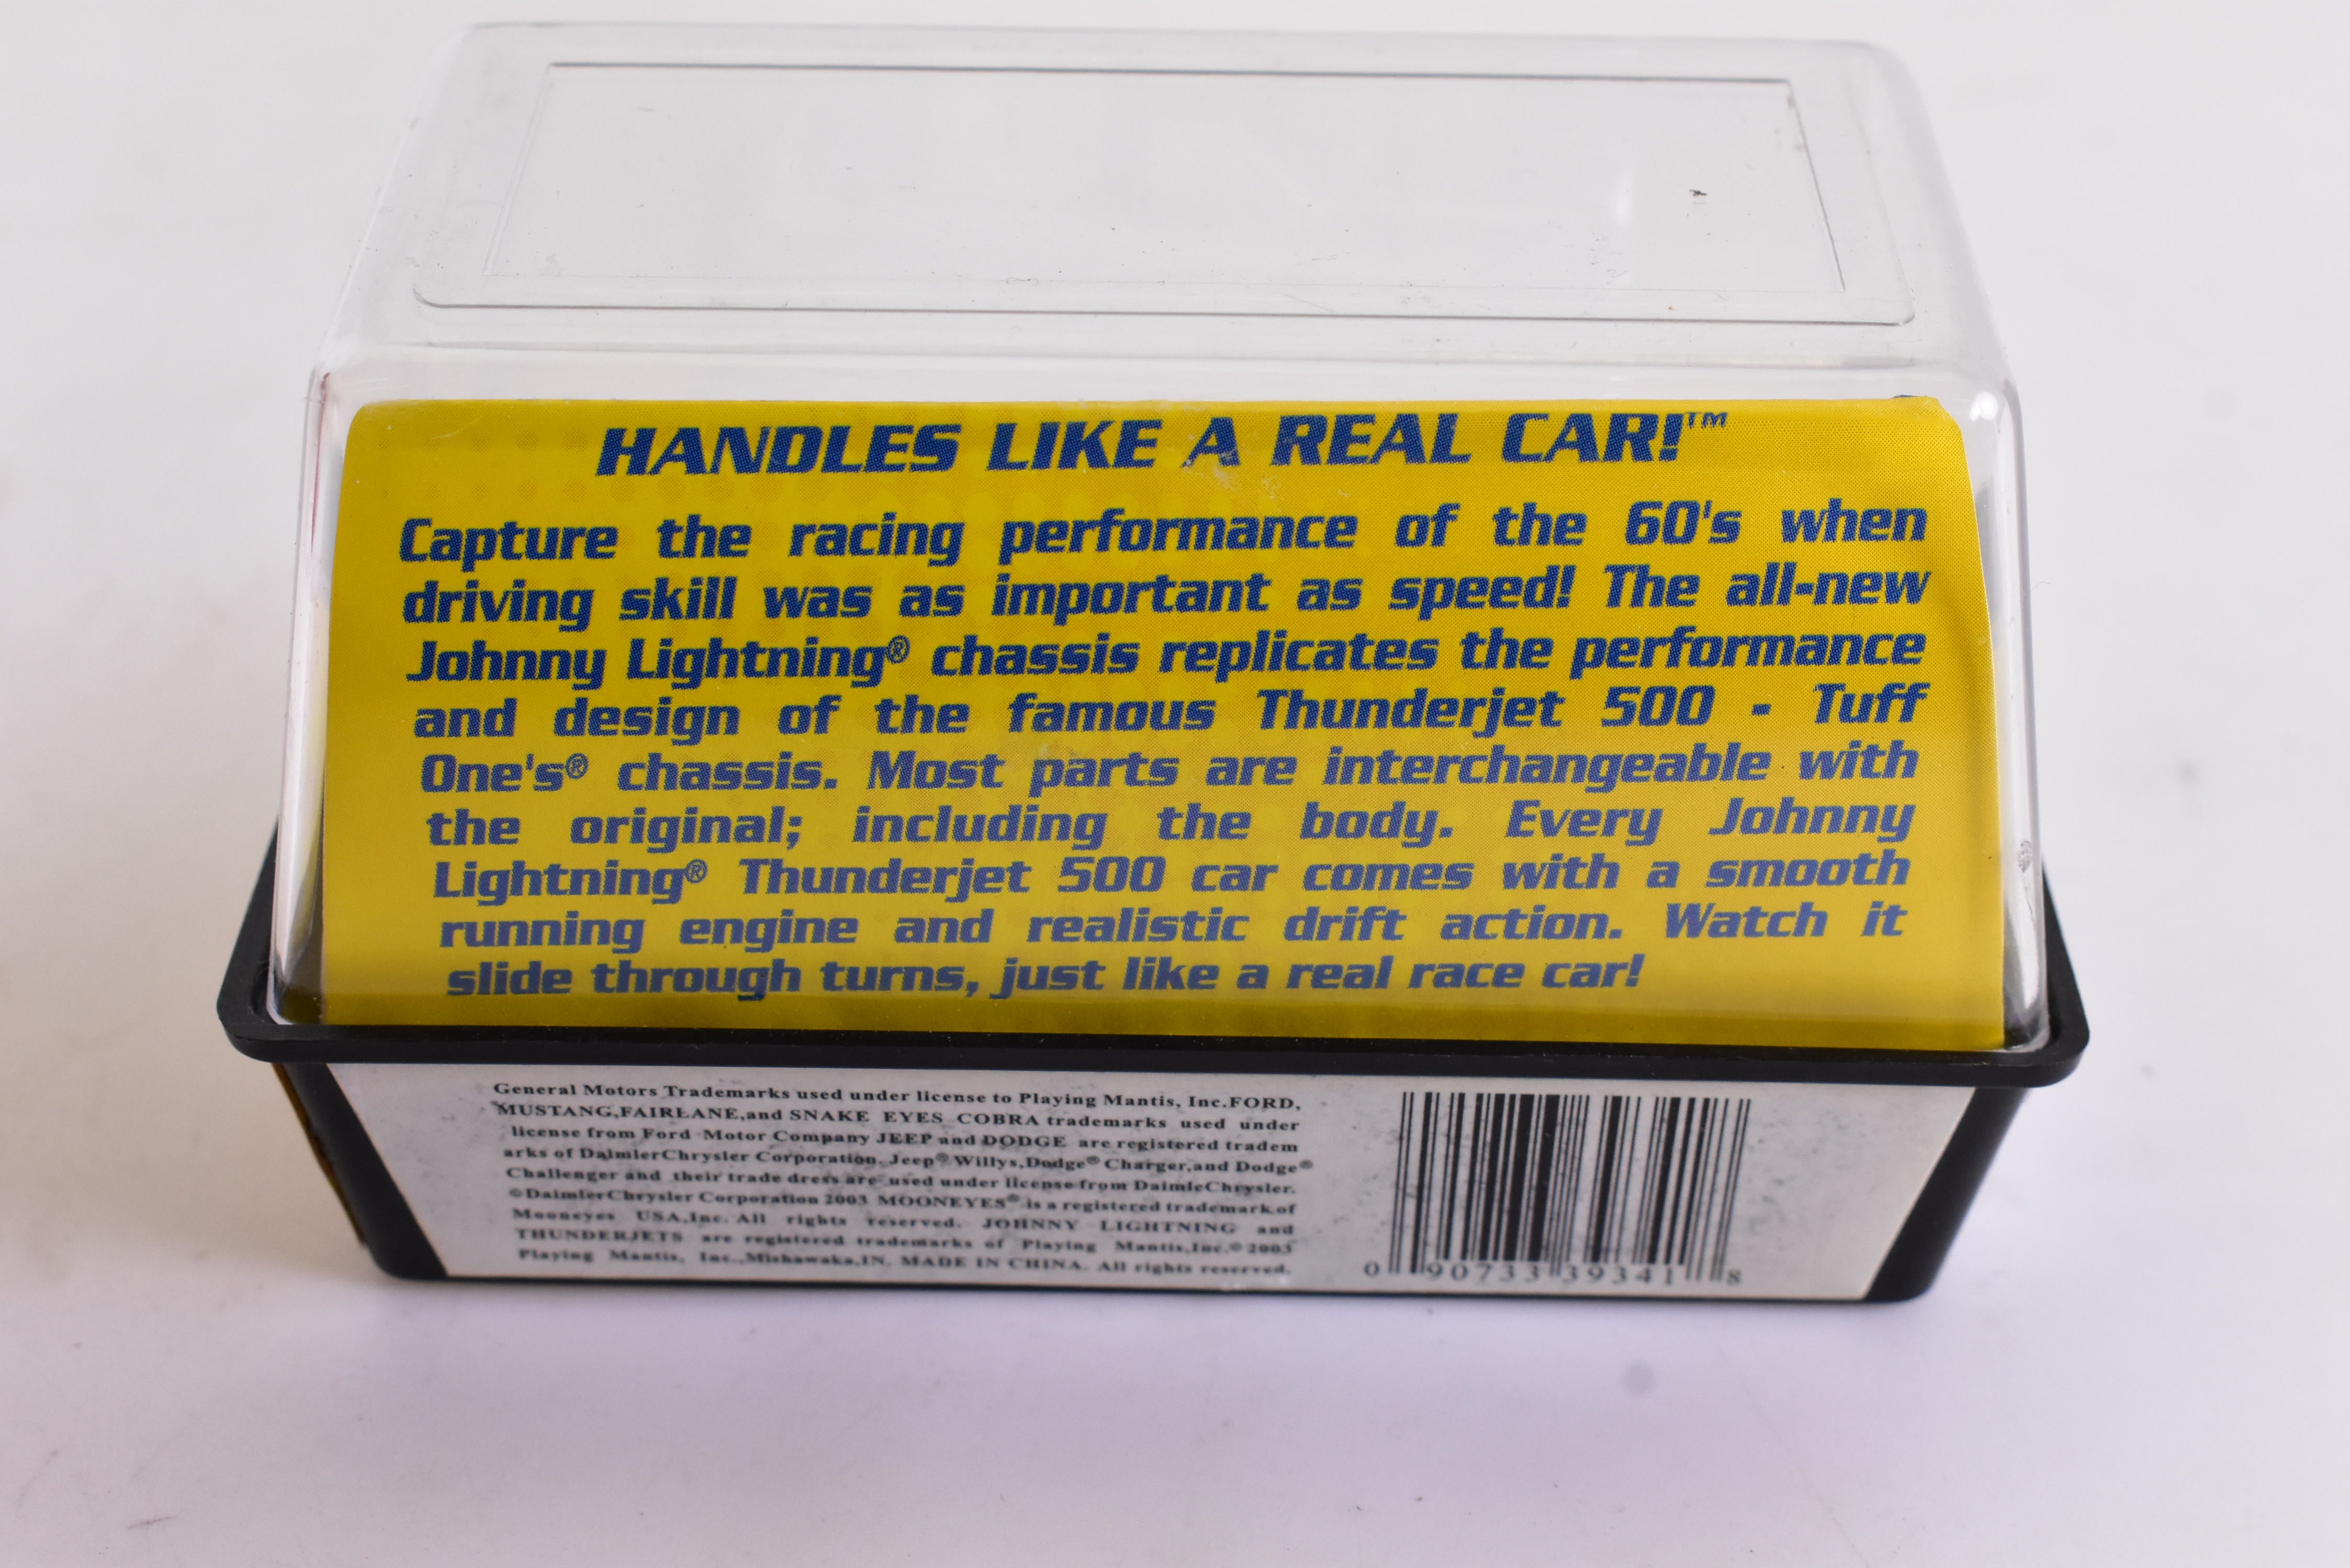 HANDLES LIKE A REAL CAR!™
Capture the racing performance of the 60's when
driving skill was as important as speed! The all-new
Johnny Lightning® chassis replicates the performance
and design of the famous Thunderjet 500 - Tuff
One's® chassis. Most parts are interchangeable with
the original; including the body. Every Johnny
Lightning® Thunderjet 500 car comes with a smooth
running engine and realistic drift action. Watch it
slide through turns, just like a real race car!
General Motors Trademarks used under license to Playing Mantis, Inc.FORD,
MUSTANG,FAIRLANE,and SNAKE EYES COBRA trademarks used under
license from Ford Motor Company JEEP and DODGE are registered tradem
arks of DaimlerChrysler Corporation. Jeep® Willys,Dodge® Charger,and Dodge®
Challenger and their trade dress are used under license from DaimleChrysler.
©DaimlerChrysler Corporation 2003 MOONEYES® is a registered trademark of
Mooneyes USA,Inc. All rights reserved. JOHNNY LIGHTNING and
THUNDERJETS are registered trademarks of Playing Mantis,Inc.© 2003
Playing Mantis, Inc.,Mishawaka,IN. MADE IN CHINA. All rights reserved.
0 90733 39341 8